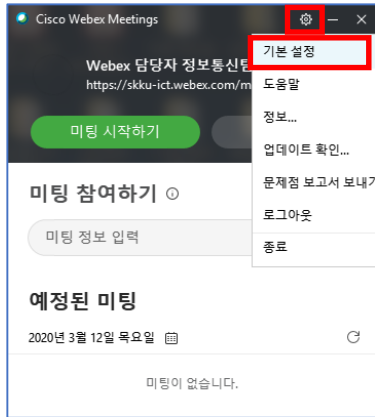 Cisco Webex Meetings
Webex 담당자 정보통신팀
https://skku-ict.webex.com/m
미팅 시작하기
기본 설정
도움말
정보...
업데이트 확인...
문제점 보고서 보내기
로그아웃
종료
미팅 참여하기
미팅 정보 입력
예정된 미팅
2020년 3월 12일 목요일
미팅이 없습니다.